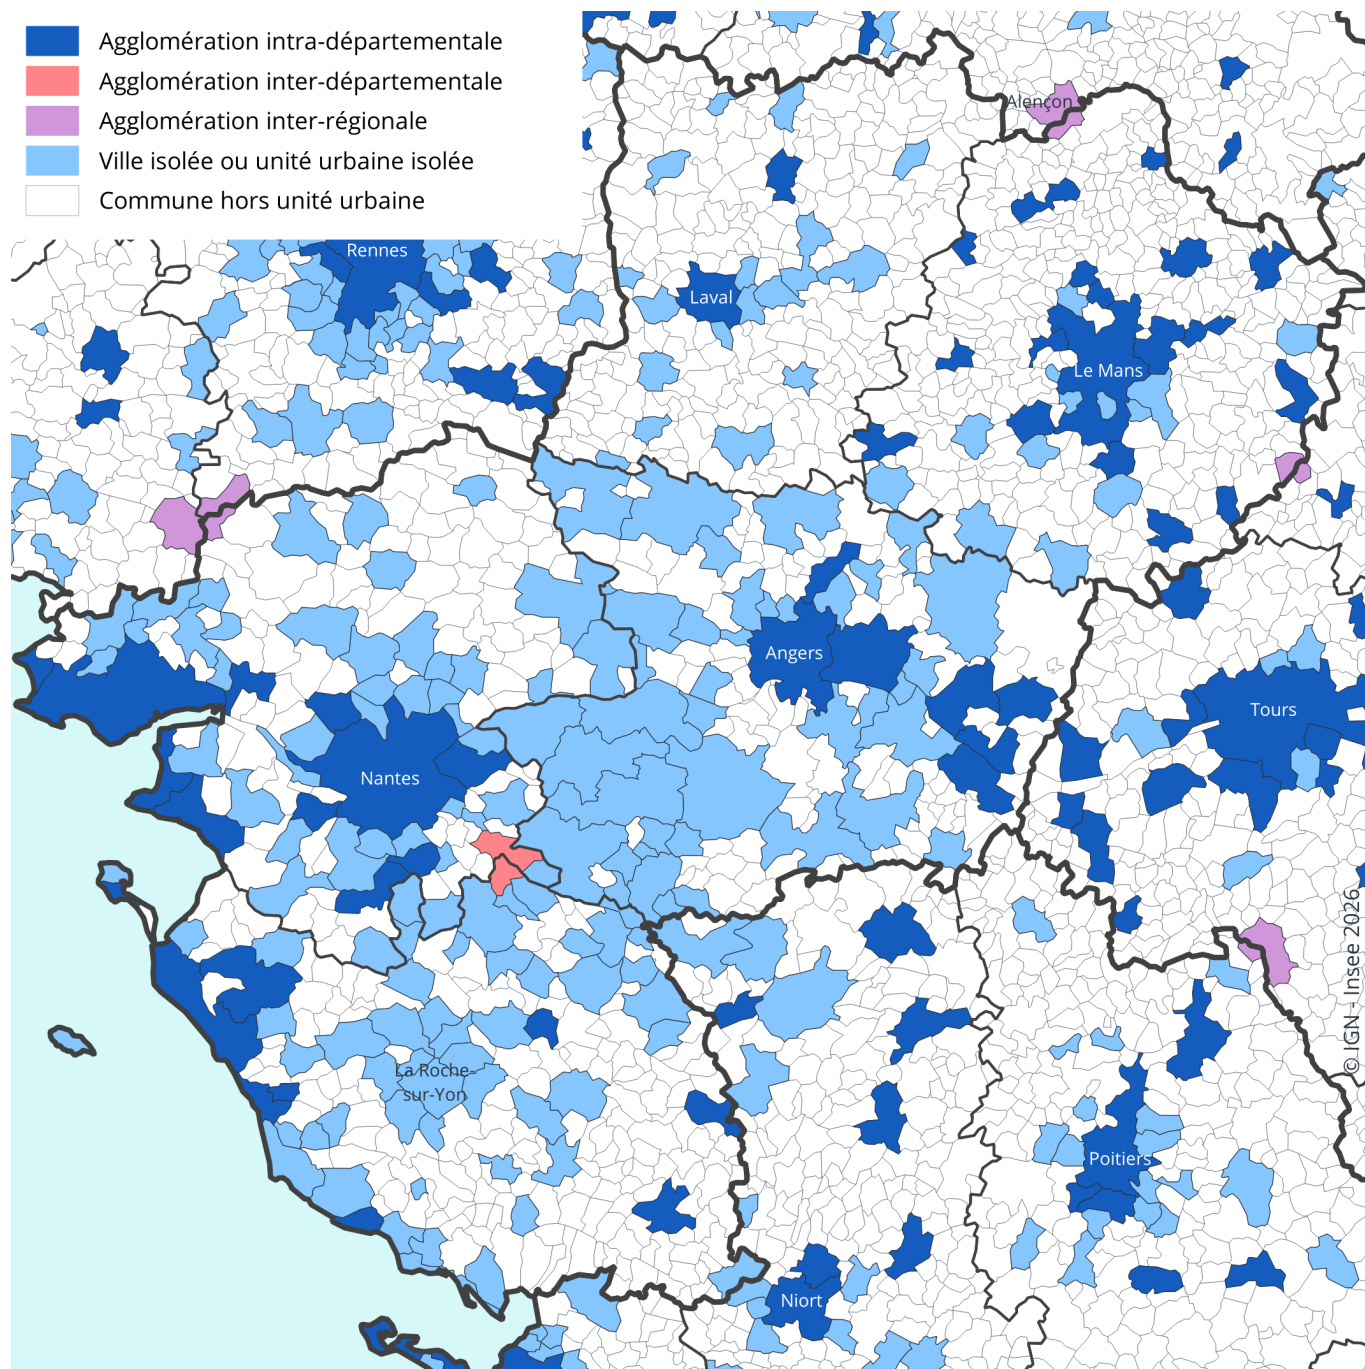 Agglomération intra-départementale
Agglomération inter-départementale
Agglomération inter-régionale
Ville isolée ou unité urbaine isolée
Commune hors unité urbaine
Alençon
Rennes
Laval
Le Mans
Angers
Tours
Nantes
La Roche-
sur-Yon
Poitiers
Niort
© IGN - Insee 2026